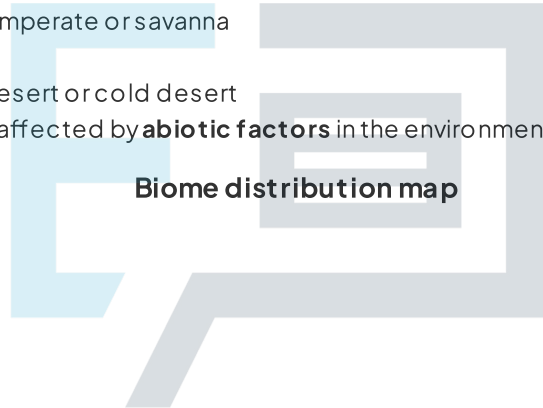 mperate or savanna
esert or cold desert
affected by abiotic factors in the environmen
Biome distribution map